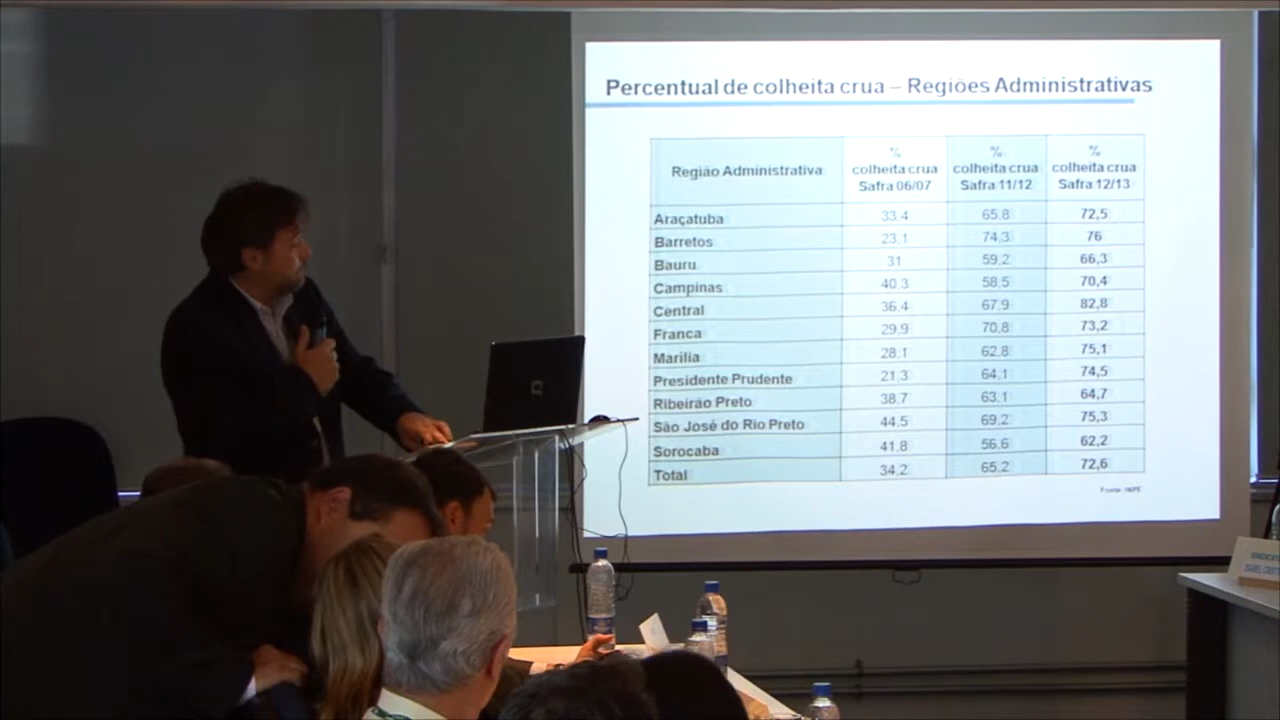 Percentual de colheita crua – Regiões Administrativas
Região Administrativa
%
colheita crua
Safra 06/07
%
colheita crua
Safra 11/12
%
colheita crua
Safra 12/13
Araçatuba 33,4 65,8 72,5
Barretos 23,1 74,3 76
Bauru 31 59,2 66,3
Campinas 40,3 58,5 70,4
Central 36,4 67,9 82,8
Franca 29,9 70,8 73,2
Marília 28,1 62,8 75,1
Presidente Prudente 21,3 64,1 74,5
Ribeirão Preto 38,7 63,1 64,7
São José do Rio Preto 44,5 69,2 75,3
Sorocaba 41,8 56,6 62,2
Total 34,2 65,2 72,6
Fonte: INPE